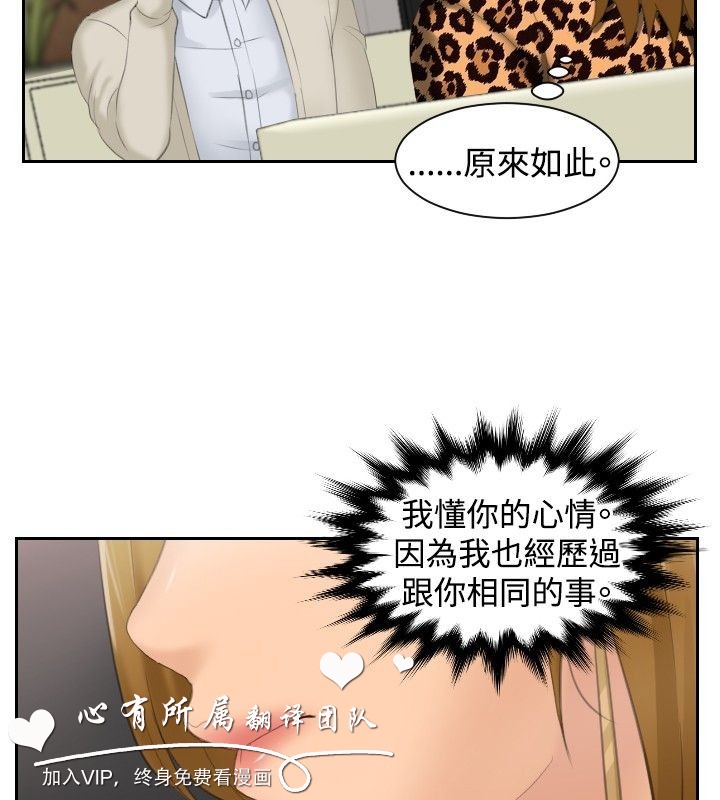 ......原來如此。
我懂你的心情。
因為我也經歷過
跟你相同的事。
心有所属翻译团队
加入VIP，终身免费看漫画